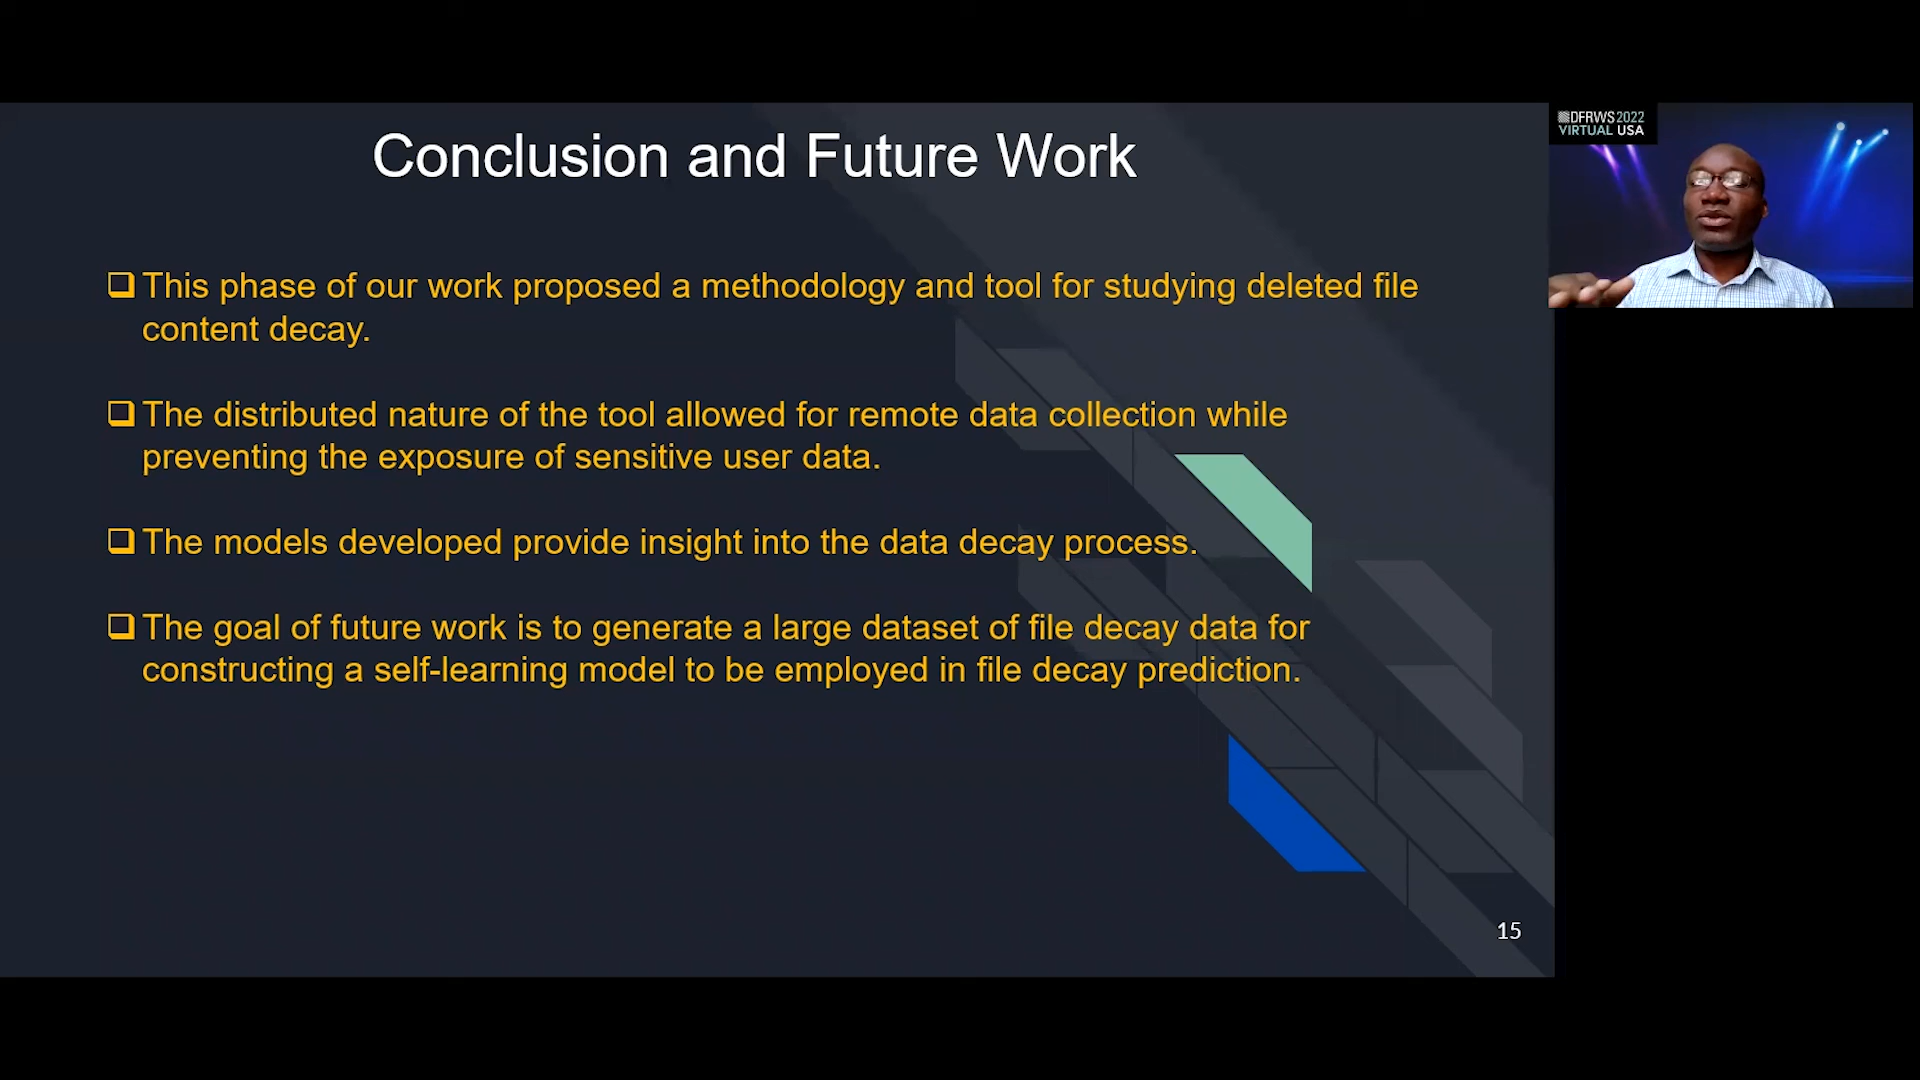 Conclusion and Future Work
DFRWS 2022
VIRTUAL USA
This phase of our work proposed a methodology and tool for studying deleted file
content decay.
The distributed nature of the tool allowed for remote data collection while
preventing the exposure of sensitive user data.
The models developed provide insight into the data decay process.
The goal of future work is to generate a large dataset of file decay data for
constructing a self-learning model to be employed in file decay prediction.
15